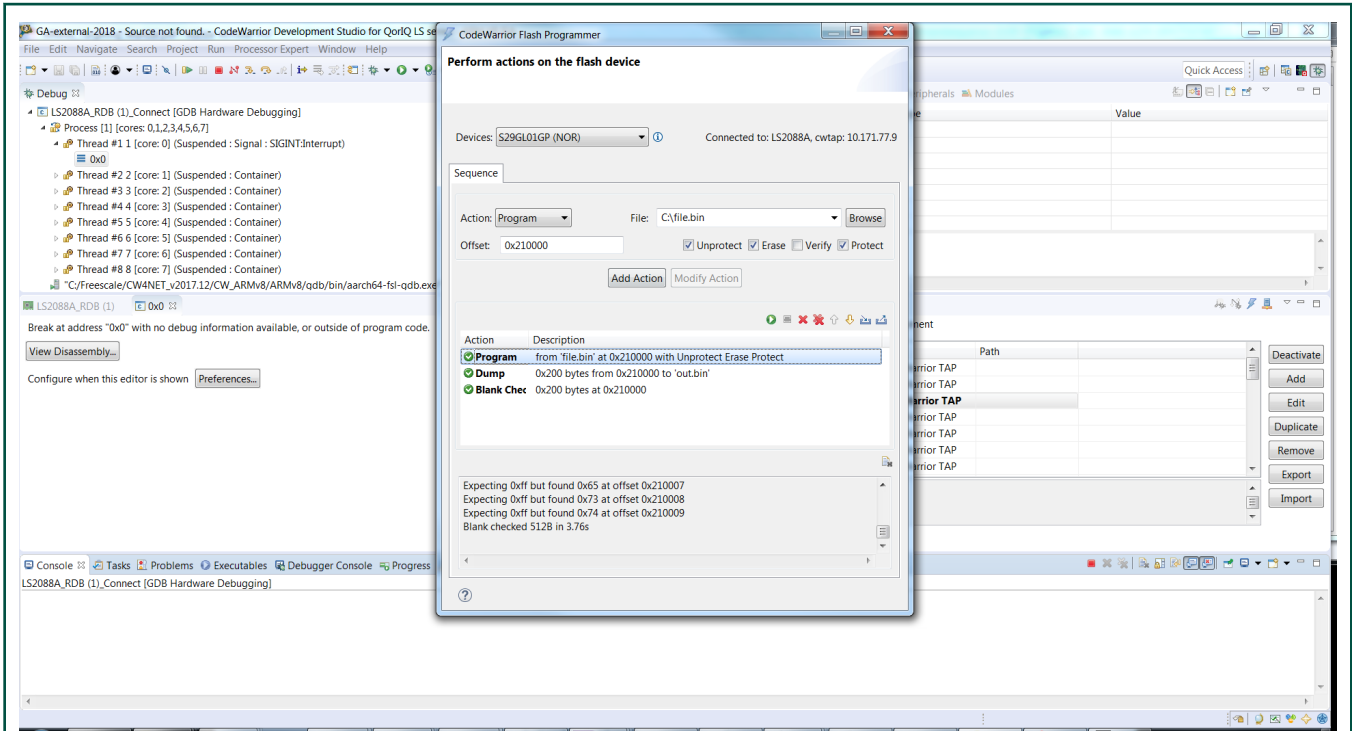 GA-external-2018 - Source not found. - CodeWarrior Development Studio for QorIQ LS se
File Edit Navigate Search Project Run Processor Expert Window Help
Quick Access
Debug
LS2088A_RDB (1)_Connect [GDB Hardware Debugging]
Process [1] [cores: 0,1,2,3,4,5,6,7]
Thread #1 1 [core: 0] (Suspended : Signal : SIGINT:Interrupt)
0x0
Thread #2 2 [core: 1] (Suspended : Container)
Thread #3 3 [core: 2] (Suspended : Container)
Thread #4 4 [core: 3] (Suspended : Container)
Thread #5 5 [core: 4] (Suspended : Container)
Thread #6 6 [core: 5] (Suspended : Container)
Thread #7 7 [core: 6] (Suspended : Container)
Thread #8 8 [core: 7] (Suspended : Container)
"C:/Freescale/CW4NET_v2017.12/CW_ARMv8/ARMv8/gdb/bin/aarch64-fsl-gdb.exe
LS2088A_RDB (1) 0x0
Break at address "0x0" with no debug information available, or outside of program code.
View Disassembly...
Configure when this editor is shown Preferences...
CodeWarrior Flash Programmer
Perform actions on the flash device
Devices: S29GL01GP (NOR) Connected to: LS2088A, cwtap: 10.171.77.9
Sequence
Action: Program File: C:\file.bin Browse
Offset: 0x210000 Unprotect Erase Verify Protect
Add Action Modify Action
Action Description
Program from 'file.bin' at 0x210000 with Unprotect Erase Protect
Dump 0x200 bytes from 0x210000 to 'out.bin'
Blank Chec 0x200 bytes at 0x210000
Expecting 0xff but found 0x65 at offset 0x210007
Expecting 0xff but found 0x73 at offset 0x210008
Expecting 0xff but found 0x74 at offset 0x210009
Blank checked 512B in 3.76s
ripherals Modules
e Value
nent
Path
arrior TAP
arrior TAP
arrior TAP
arrior TAP
arrior TAP
arrior TAP
arrior TAP
Deactivate
Add
Edit
Duplicate
Remove
Export
Import
Console Tasks Problems Executables Debugger Console Progress
LS2088A_RDB (1)_Connect [GDB Hardware Debugging]